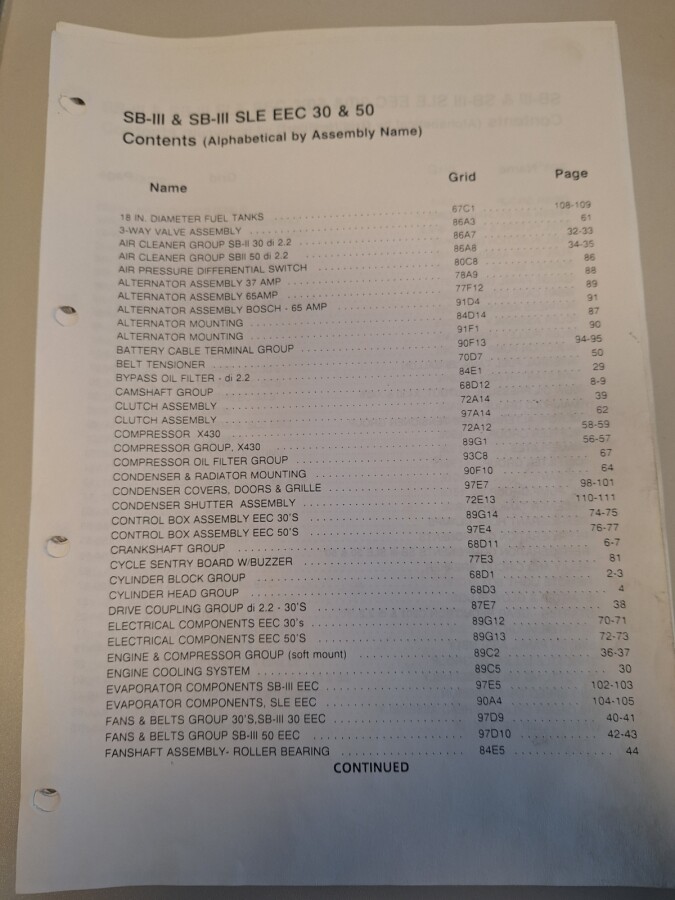 SB-III & SB-III SLE EEC 30 & 50
Contents (Alphabetical by Assembly Name)
Name Grid Page
18 IN. DIAMETER FUEL TANKS 67C1 108-109
3-WAY VALVE ASSEMBLY 86A3 61
AIR CLEANER GROUP SB-II 30 di 2.2 86A7 32-33
AIR CLEANER GROUP SBII 50 di 2.2 86A8 34-35
AIR PRESSURE DIFFERENTIAL SWITCH 80C8 86
ALTERNATOR ASSEMBLY 37 AMP 78A9 88
ALTERNATOR ASSEMBLY 65AMP 77F12 89
ALTERNATOR ASSEMBLY BOSCH - 65 AMP 91D4 91
ALTERNATOR MOUNTING 84D14 87
ALTERNATOR MOUNTING 91F1 90
BATTERY CABLE TERMINAL GROUP 90F13 94-95
BELT TENSIONER 70D7 50
BYPASS OIL FILTER - di 2.2 84E1 29
CAMSHAFT GROUP 68D12 8-9
CLUTCH ASSEMBLY 72A14 39
CLUTCH ASSEMBLY 97A14 62
COMPRESSOR X430 72A12 58-59
COMPRESSOR GROUP, X430 89G1 56-57
COMPRESSOR OIL FILTER GROUP 93C8 67
CONDENSER & RADIATOR MOUNTING 90F10 64
CONDENSER COVERS, DOORS & GRILLE 97E7 98-101
CONDENSER SHUTTER ASSEMBLY 72E13 110-111
CONTROL BOX ASSEMBLY EEC 30'S 89G14 74-75
CONTROL BOX ASSEMBLY EEC 50'S 97E4 76-77
CRANKSHAFT GROUP 68D11 6-7
CYCLE SENTRY BOARD W/BUZZER 77E3 81
CYLINDER BLOCK GROUP 68D1 2-3
CYLINDER HEAD GROUP 68D3 4
DRIVE COUPLING GROUP di 2.2 - 30'S 87E7 38
ELECTRICAL COMPONENTS EEC 30's 89G12 70-71
ELECTRICAL COMPONENTS EEC 50'S 89G13 72-73
ENGINE & COMPRESSOR GROUP (soft mount) 89C2 36-37
ENGINE COOLING SYSTEM 89C5 30
EVAPORATOR COMPONENTS SB-III EEC 97E5 102-103
EVAPORATOR COMPONENTS, SLE EEC 90A4 104-105
FANS & BELTS GROUP 30'S,SB-III 30 EEC 97D9 40-41
FANS & BELTS GROUP SB-III 50 EEC 97D10 42-43
FANSHAFT ASSEMBLY- ROLLER BEARING 84E5 44
CONTINUED